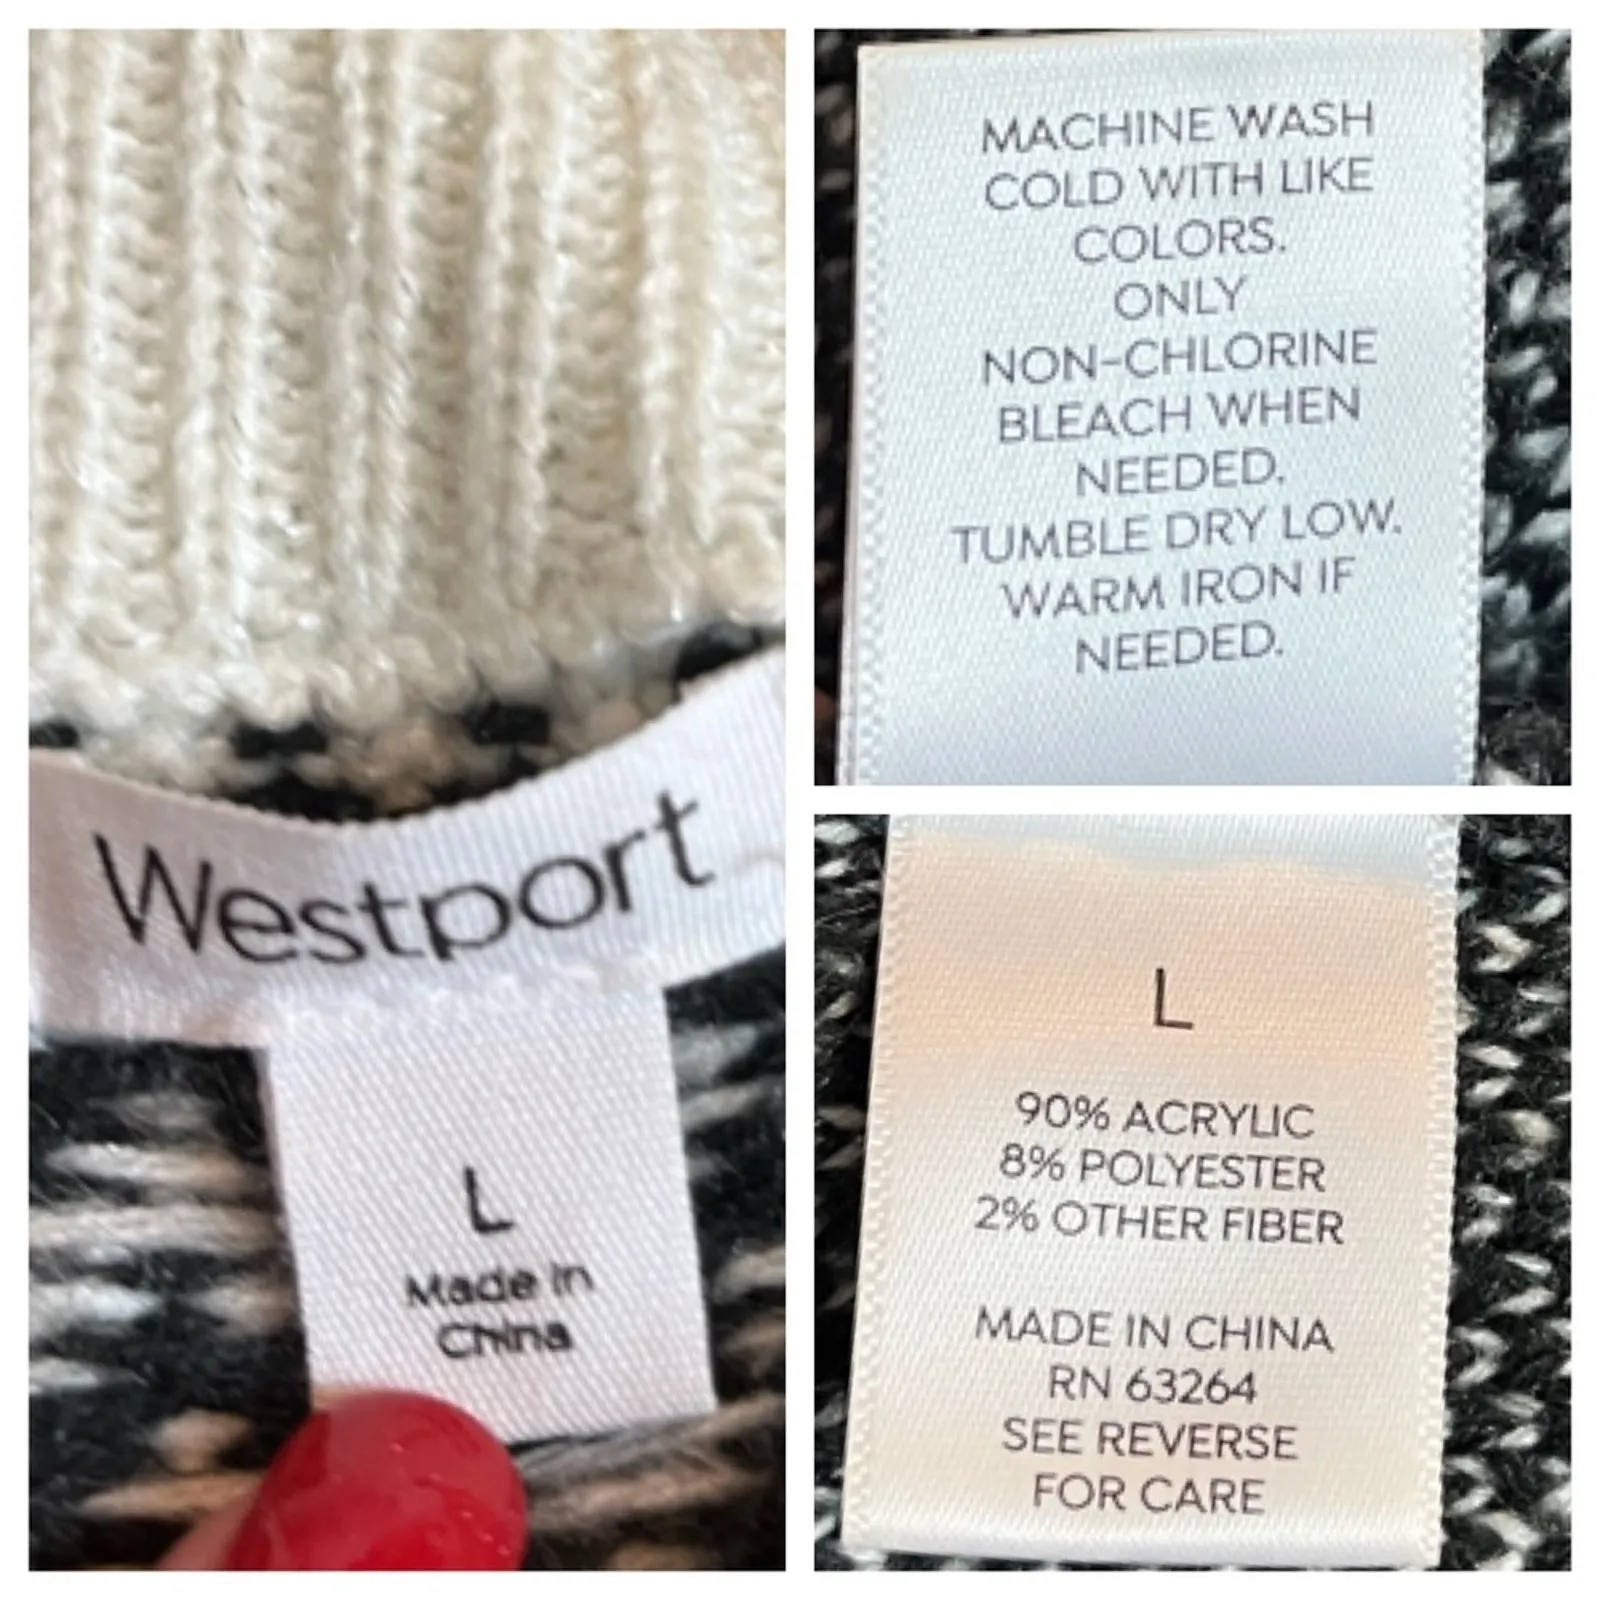 Westport
L
Made in
China
MACHINE WASH
COLD WITH LIKE
COLORS.
ONLY
NON-CHLORINE
BLEACH WHEN
NEEDED.
TUMBLE DRY LOW.
WARM IRON IF
NEEDED.
L
90% ACRYLIC
8% POLYESTER
2% OTHER FIBER
MADE IN CHINA
RN 63264
SEE REVERSE
FOR CARE